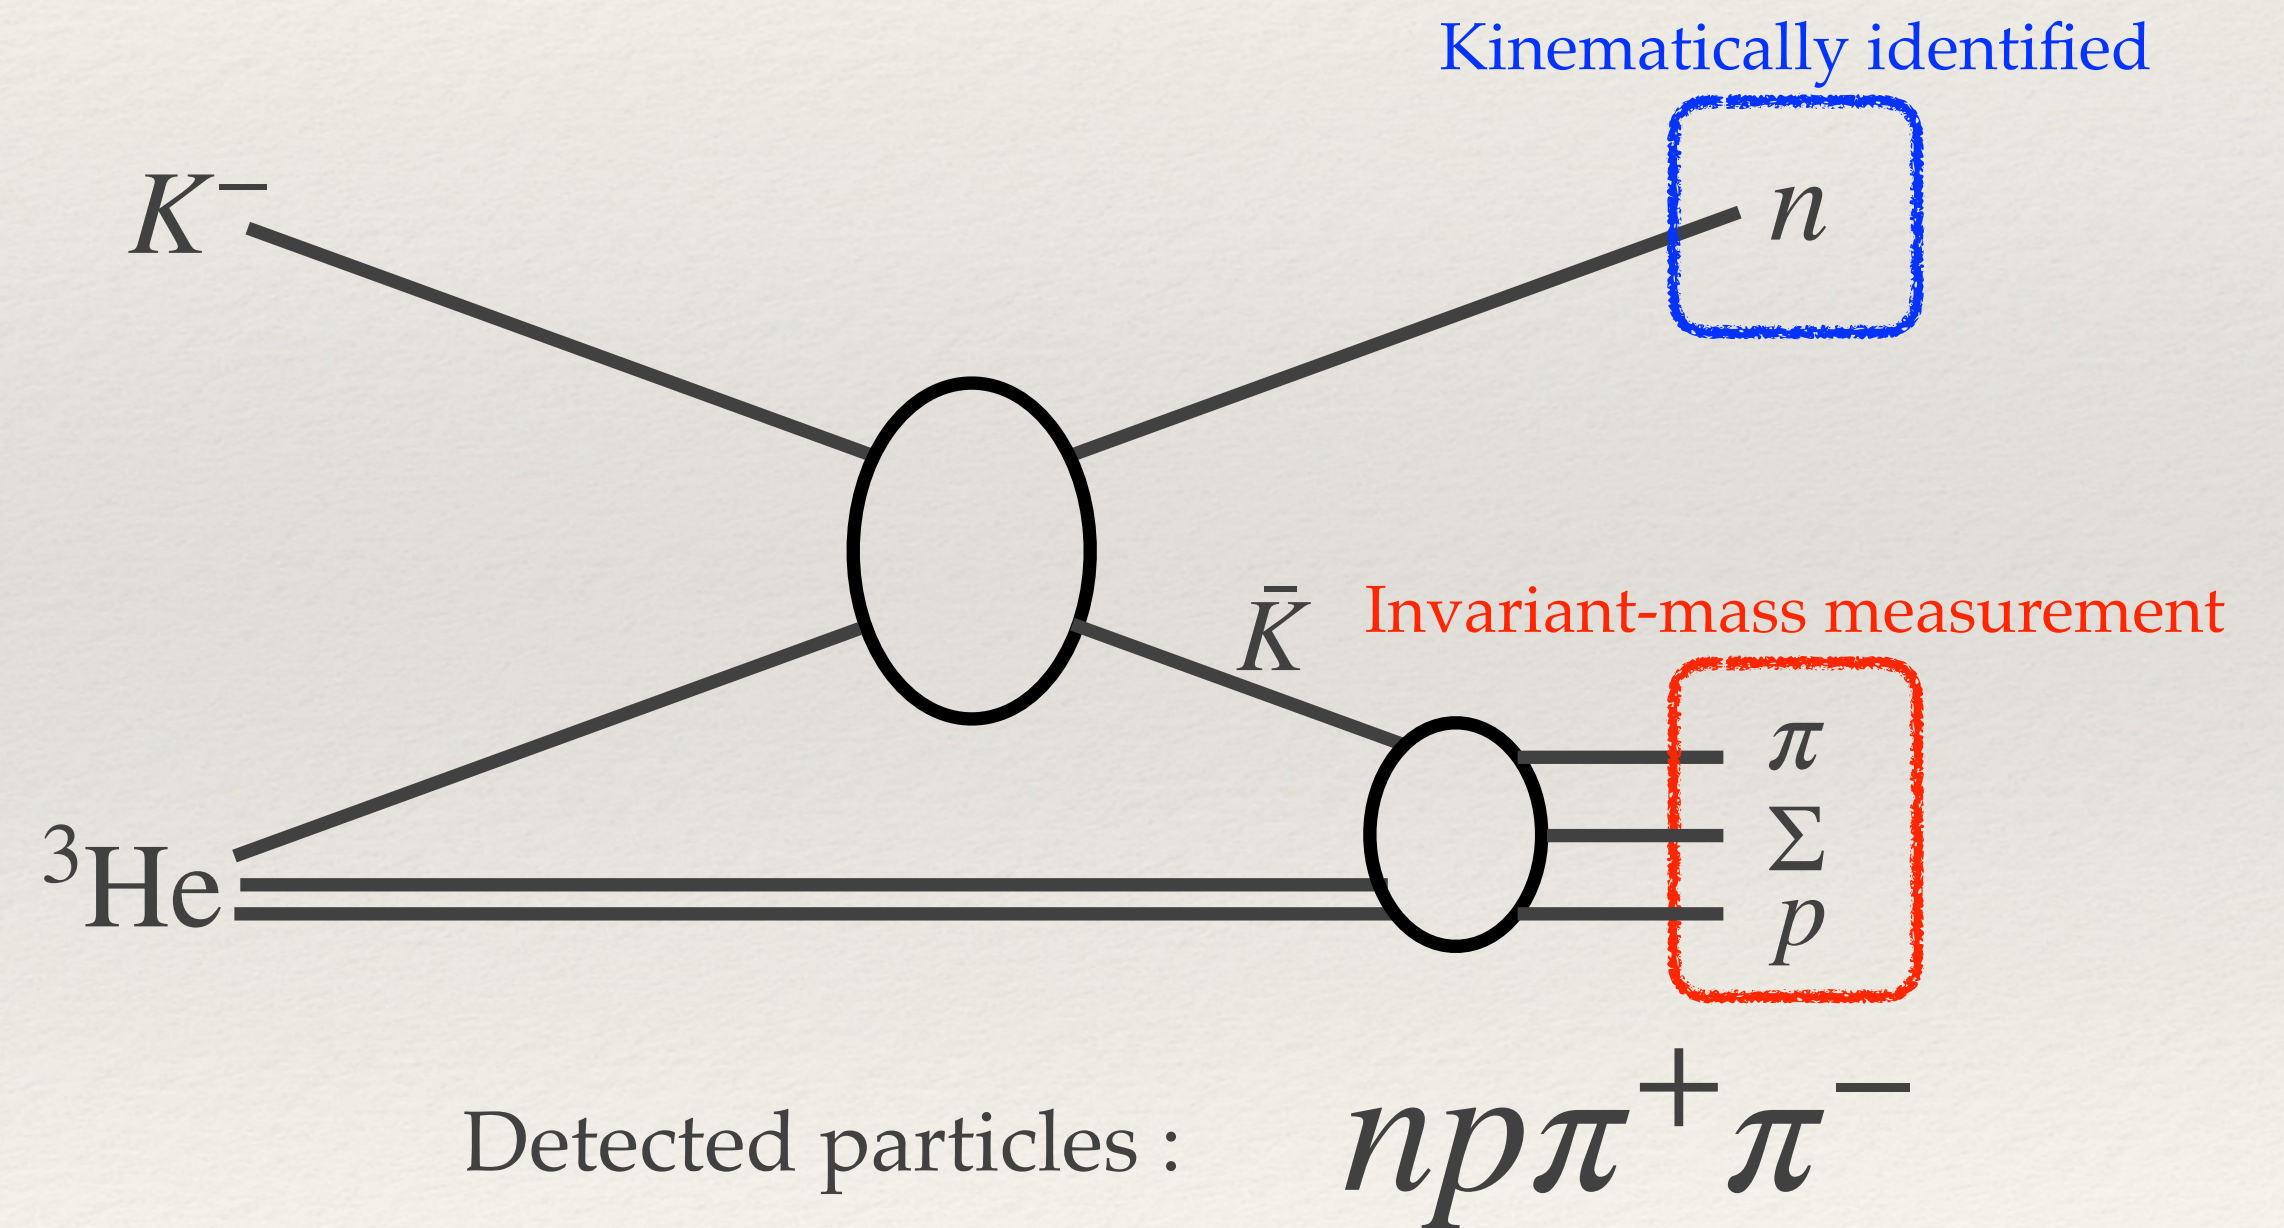 Kinematically identified
K⁻
n
K̄
Invariant-mass measurement
π
Σ
p
³He
Detected particles : npπ⁺π⁻